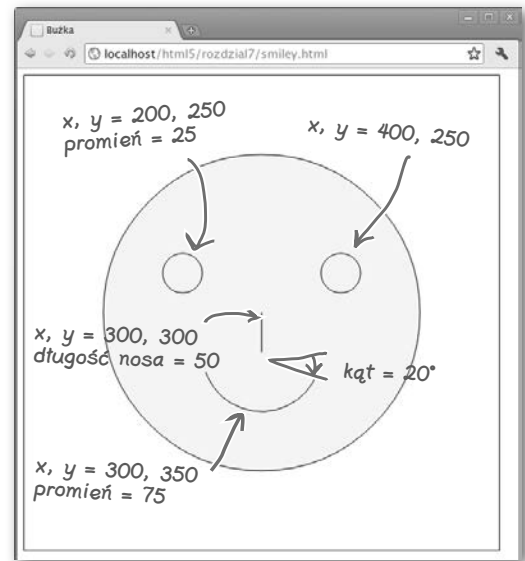 Buźka
localhost/html5/rozdzial7/smiley.html
x, y = 200, 250
promień = 25
x, y = 400, 250
x, y = 300, 300
długość nosa = 50
kąt = 20°
x, y = 300, 350
promień = 75